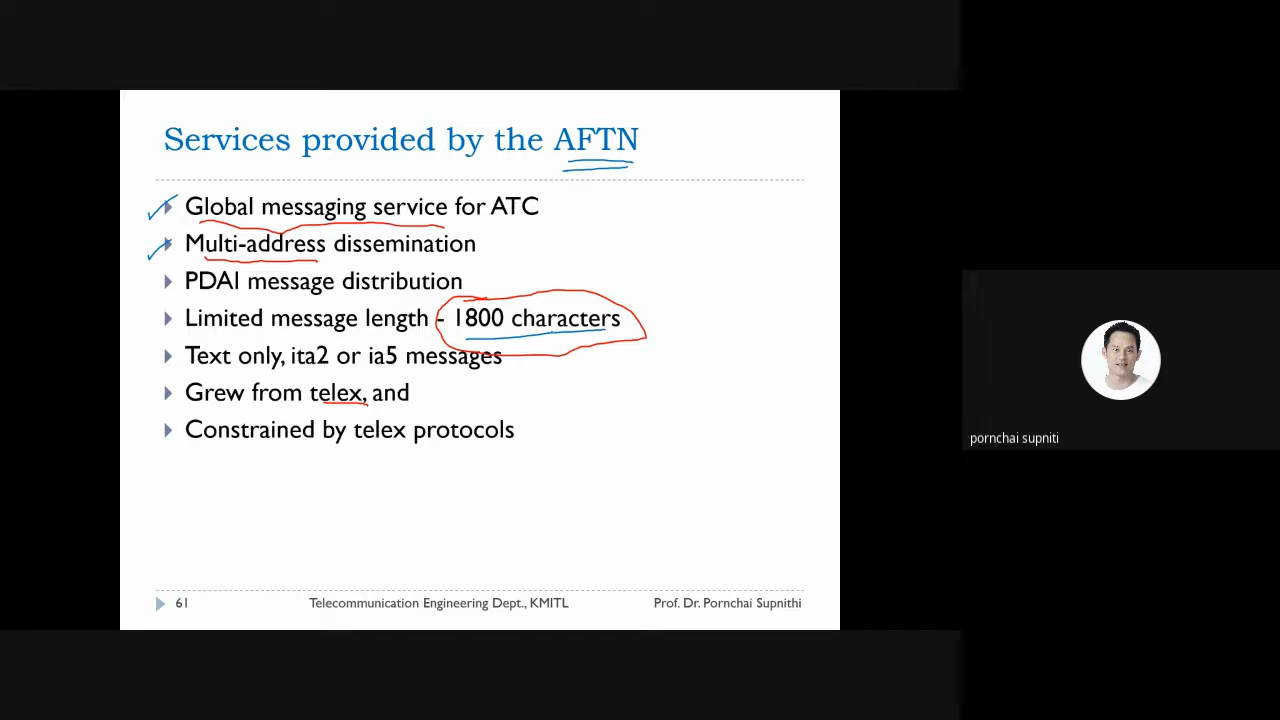 Services provided by the AFTN
Global messaging service for ATC
Multi-address dissemination
PDAI message distribution
Limited message length - 1800 characters
Text only, ita2 or ia5 messages
Grew from telex, and
Constrained by telex protocols
61 Telecommunication Engineering Dept., KMITL Prof. Dr. Pornchai Supnithi
pornchai supniti